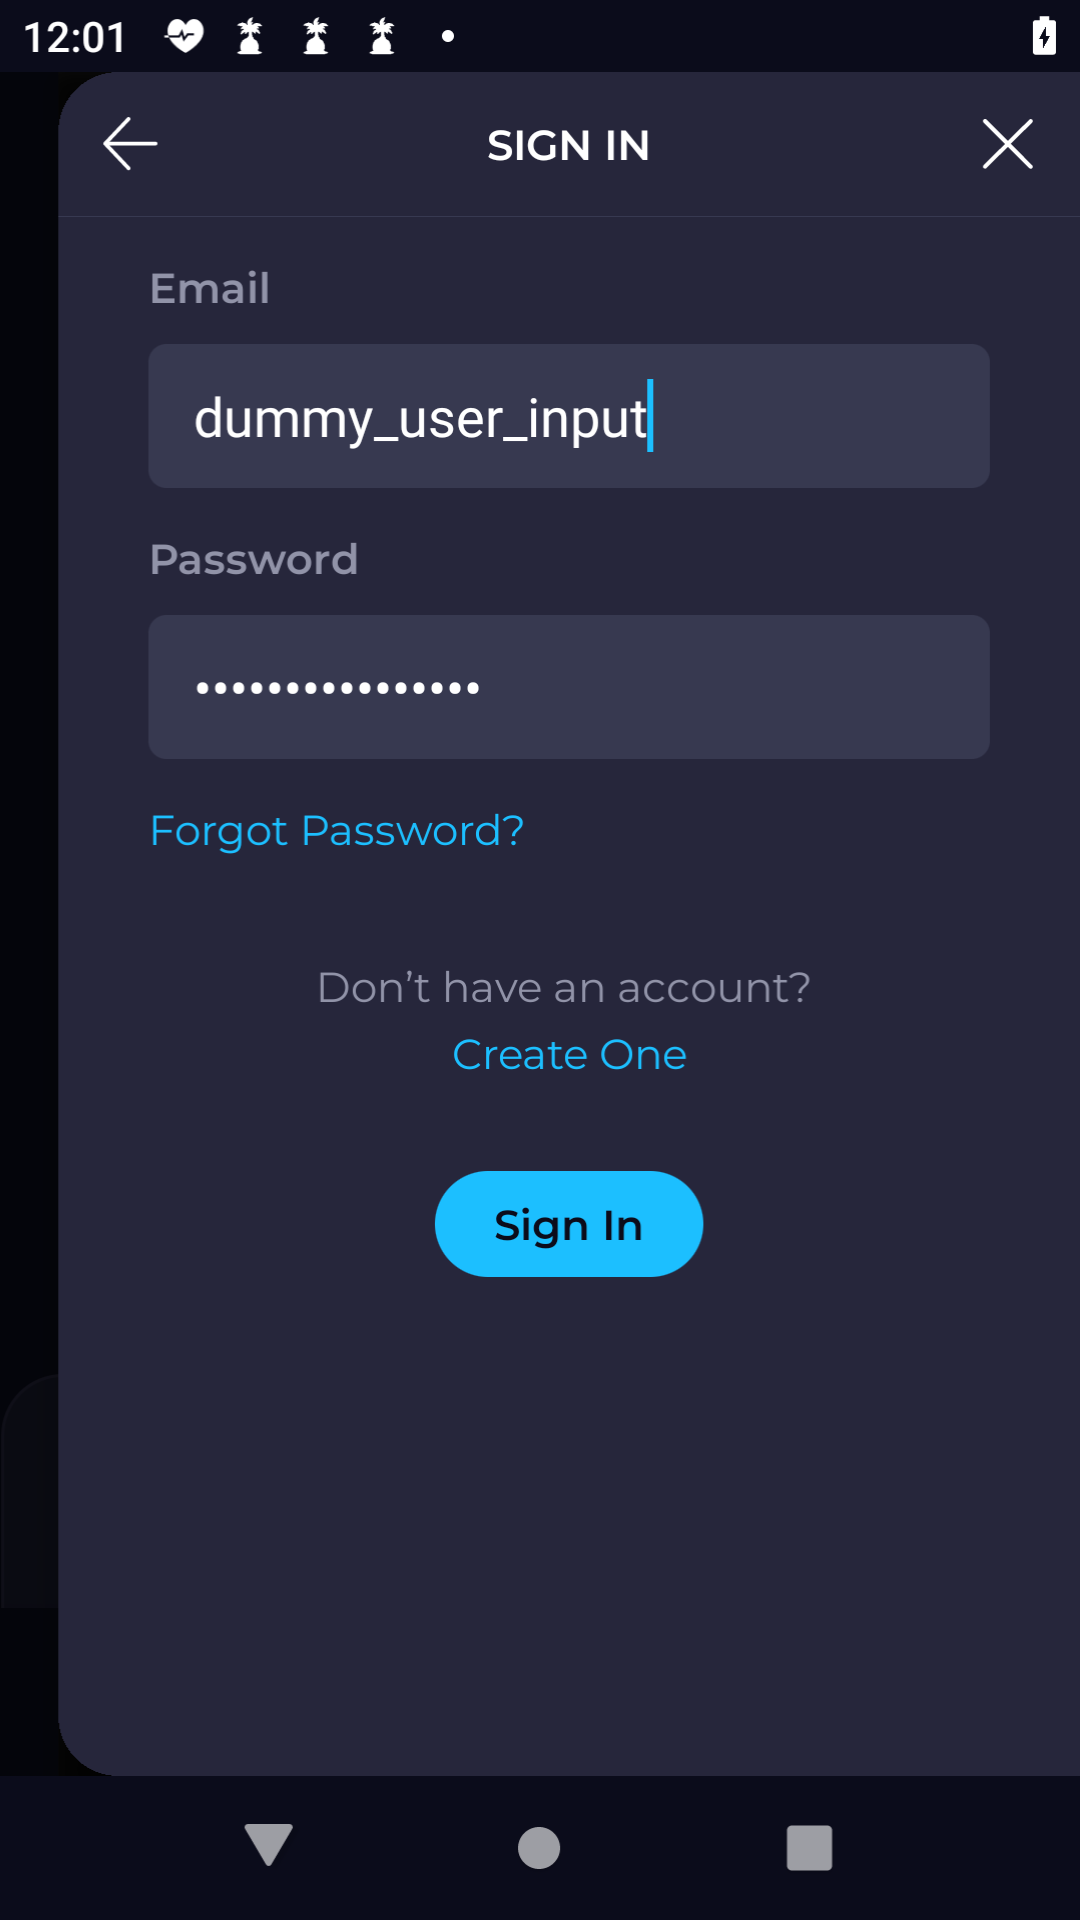 12:01
SIGN IN
Email
dummy_user_input
Password
••••••••••••••••
Forgot Password?
Don’t have an account?
Create One
Sign In